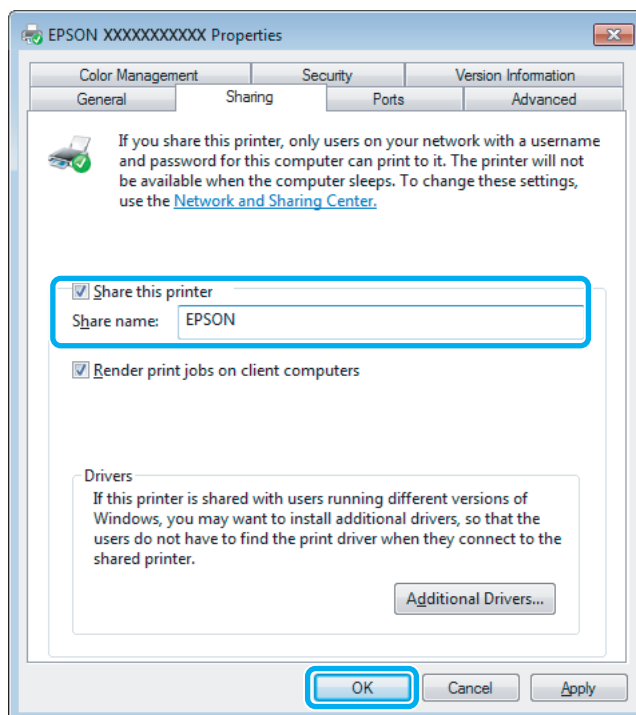 EPSON XXXXXXXXXXX Properties
Color Management Security Version Information
General Sharing Ports Advanced
If you share this printer, only users on your network with a username
and password for this computer can print to it. The printer will not
be available when the computer sleeps. To change these settings,
use the Network and Sharing Center.
Share this printer
Share name: EPSON
Render print jobs on client computers
Drivers
If this printer is shared with users running different versions of
Windows, you may want to install additional drivers, so that the
users do not have to find the print driver when they connect to the
shared printer.
Additional Drivers...
OK Cancel Apply